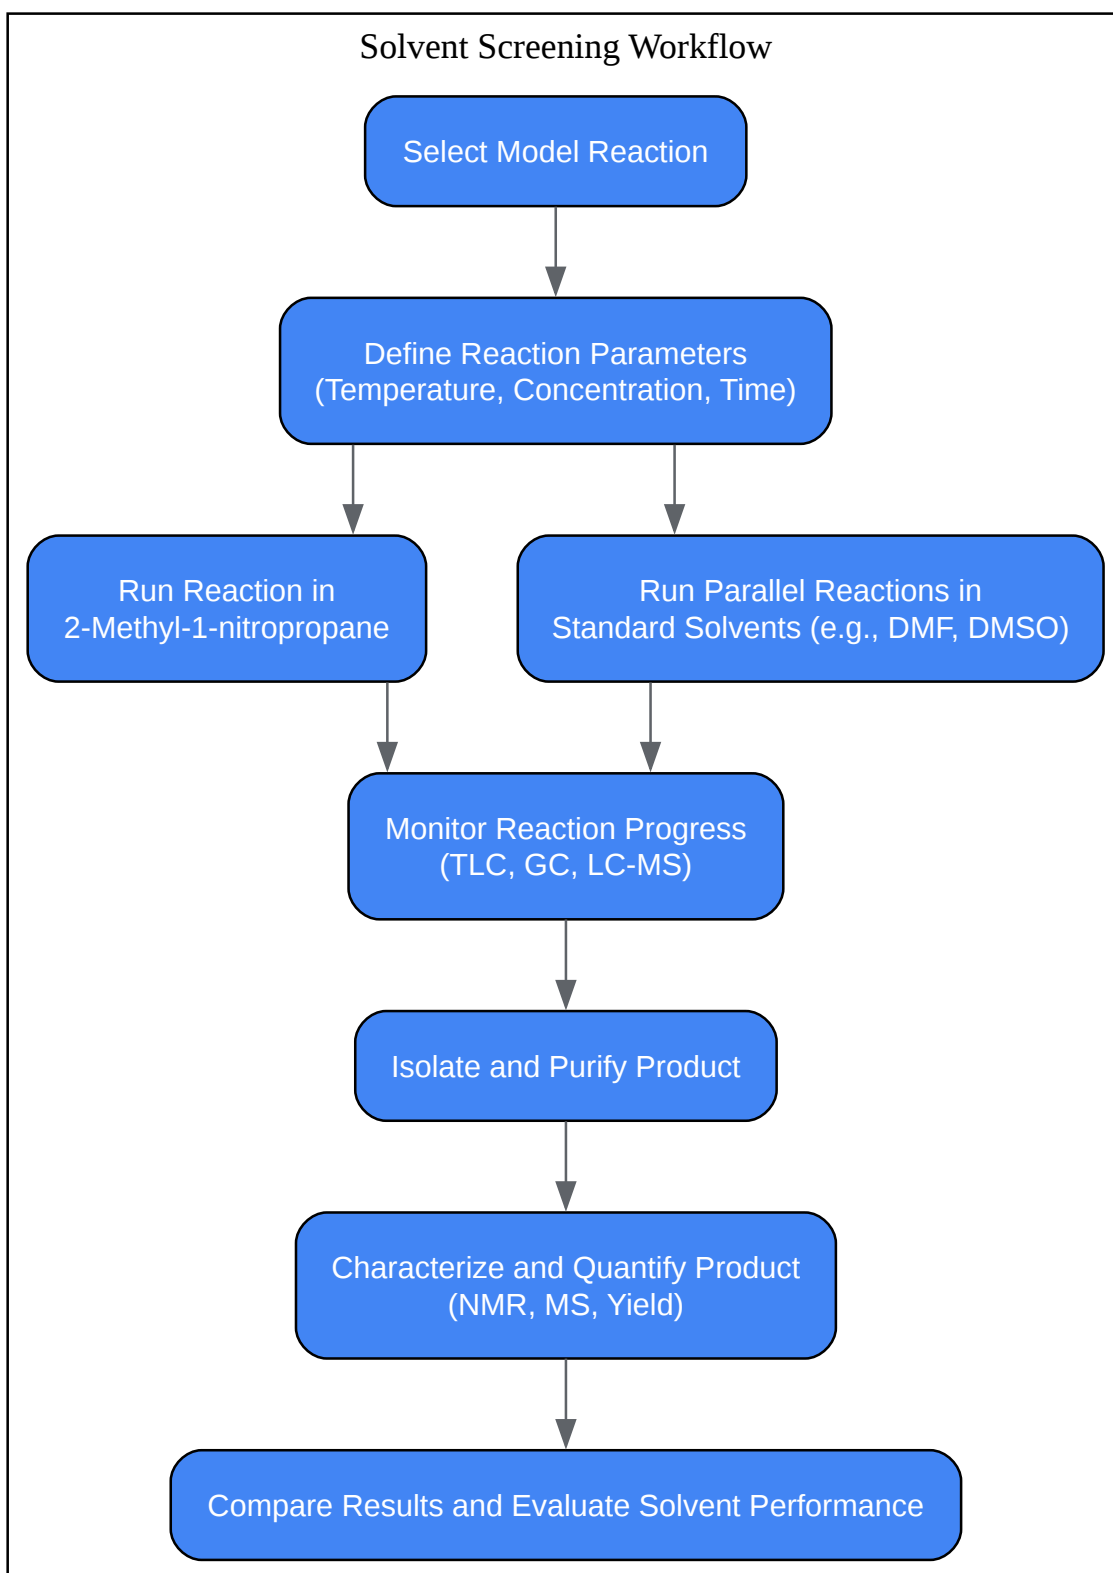 Solvent Screening Workflow
Select Model Reaction
Define Reaction Parameters
(Temperature, Concentration, Time)
Run Reaction in
2-Methyl-1-nitropropane
Run Parallel Reactions in
Standard Solvents (e.g., DMF, DMSO)
Monitor Reaction Progress
(TLC, GC, LC-MS)
Isolate and Purify Product
Characterize and Quantify Product
(NMR, MS, Yield)
Compare Results and Evaluate Solvent Performance